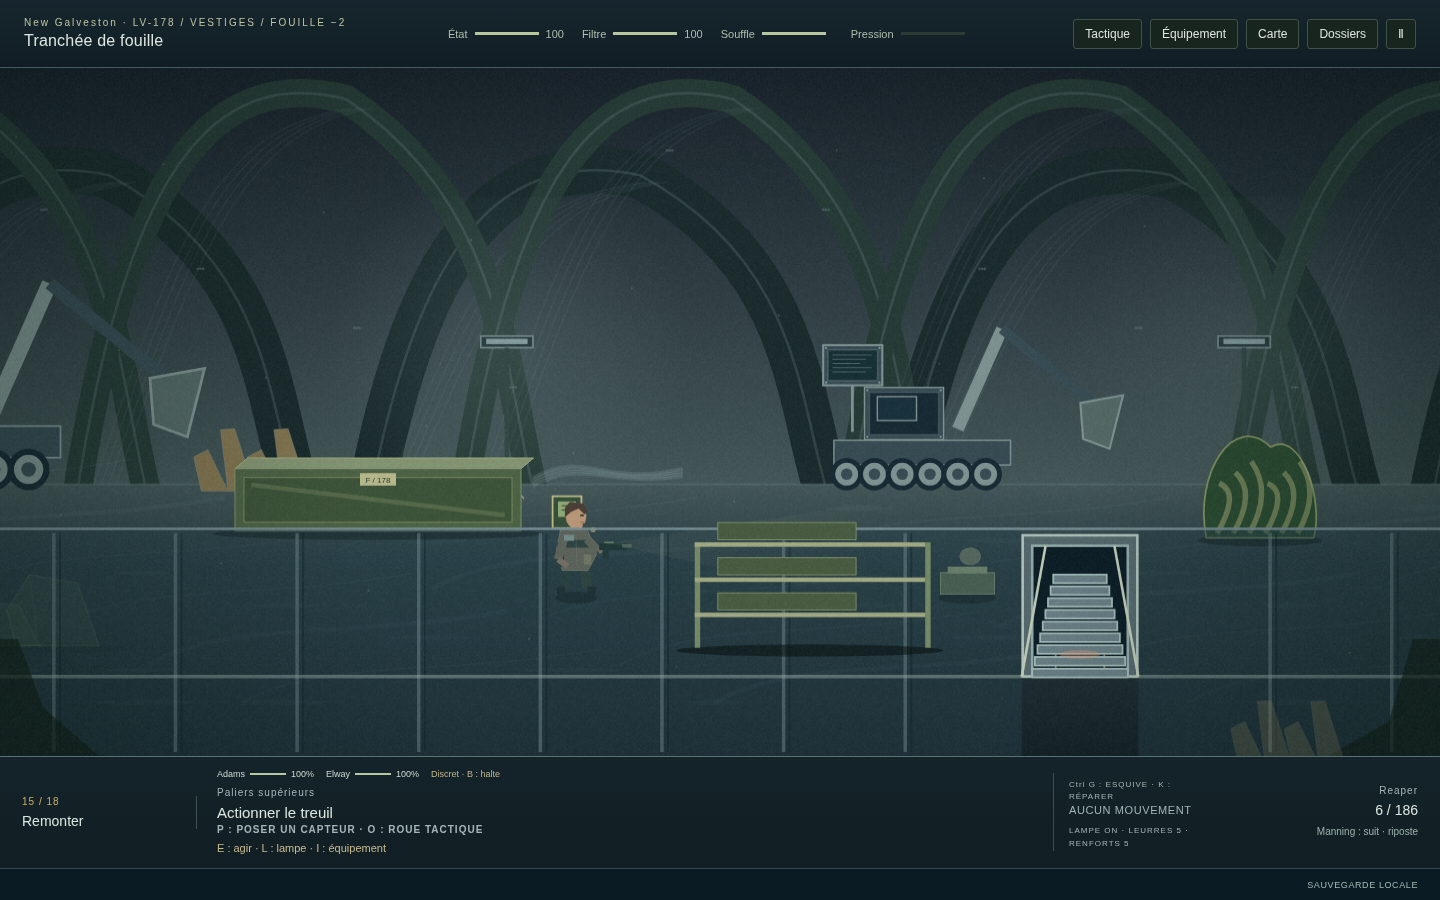 New Galveston · LV-178 / VESTIGES / FOUILLE −2
Tranchée de fouille
État 100 Filtre 100 Souffle Pression
Tactique Équipement Carte Dossiers II
F / 178
E
Adams 100% Elway 100% Discret · B : halte
15 / 18
Remonter
Paliers supérieurs
Actionner le treuil
P : POSER UN CAPTEUR · O : ROUE TACTIQUE
E : agir · L : lampe · I : équipement
Ctrl G : ESQUIVE · K :
RÉPARER
AUCUN MOUVEMENT
LAMPE ON · LEURRES 5 ·
RENFORTS 5
Reaper
6 / 186
Manning : suit · riposte
SAUVEGARDE LOCALE